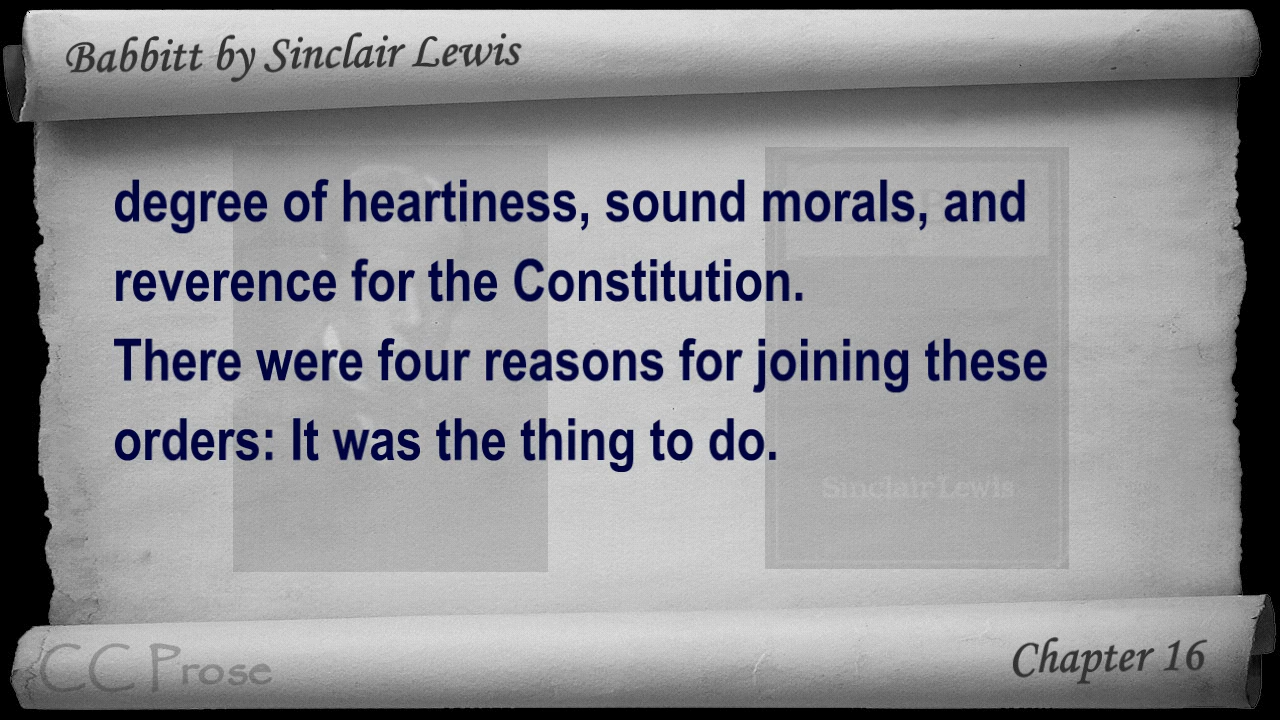 Babbitt by Sinclair Lewis
degree of heartiness, sound morals, and
reverence for the Constitution.
There were four reasons for joining these
orders: It was the thing to do.
Sinclair Lewis
CC Prose
Chapter 16